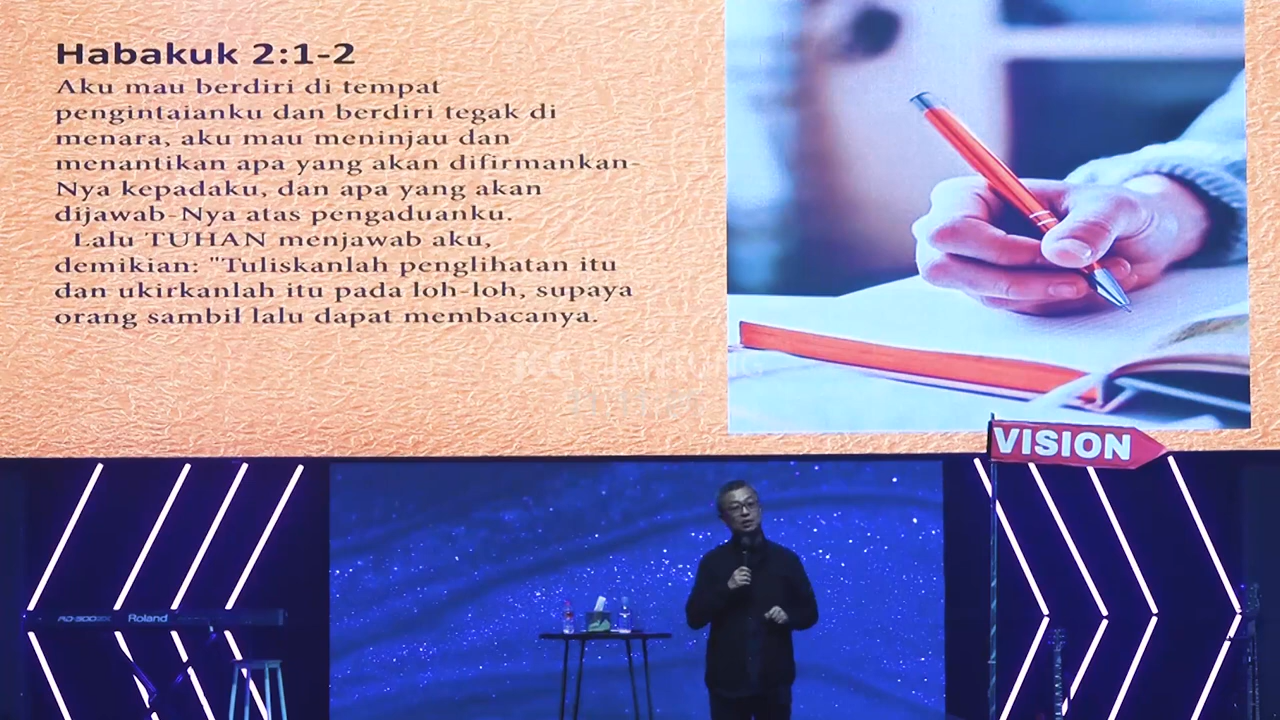 Habakuk 2:1-2
Aku mau berdiri di tempat
pengintaianku dan berdiri tegak di
menara, aku mau meninjau dan
menantikan apa yang akan difirmankan-
Nya kepadaku, dan apa yang akan
dijawab-Nya atas pengaduanku.
Lalu TUHAN menjawab aku,
demikian: "Tuliskanlah penglihatan itu
dan ukirkanlah itu pada loh-loh, supaya
orang sambil lalu dapat membacanya.
VISION
Roland